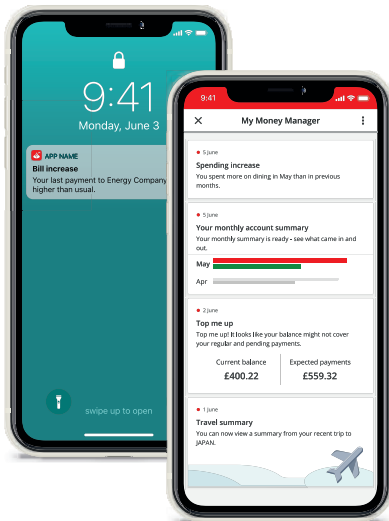 9:41
Monday, June 3
APP NAME
Bill increase
Your last payment to Energy Company
higher than usual.
swipe up to open
9:41
My Money Manager
5 June
Spending increase
You spent more on dining in May than in previous
months.
5 June
Your monthly account summary
Your monthly summary is ready - see what came in and
out.
May
Apr
2 June
Top me up
Top me up! It looks like your balance might not cover
your regular and pending payments.
Current balance
Expected payments
£400.22
£559.32
1 June
Travel summary
You can now view a summary from your recent trip to
JAPAN.